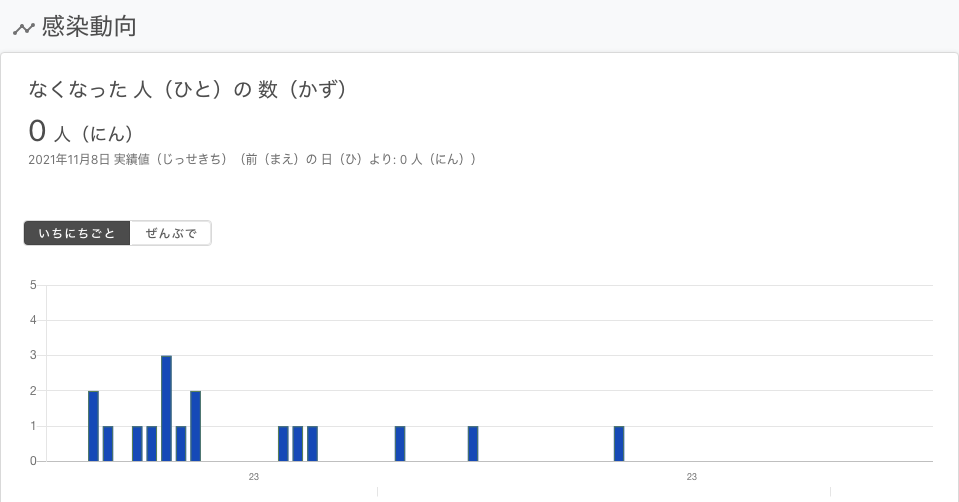 感染動向
なくなった 人（ひと）の 数（かず）
0 人（にん）
2021年11月8日 実績値（じっせきち）（前（まえ）の 日（ひ）より: 0 人（にん））
いちにちごと ぜんぶで
5
4
3
2
1
0
23 23